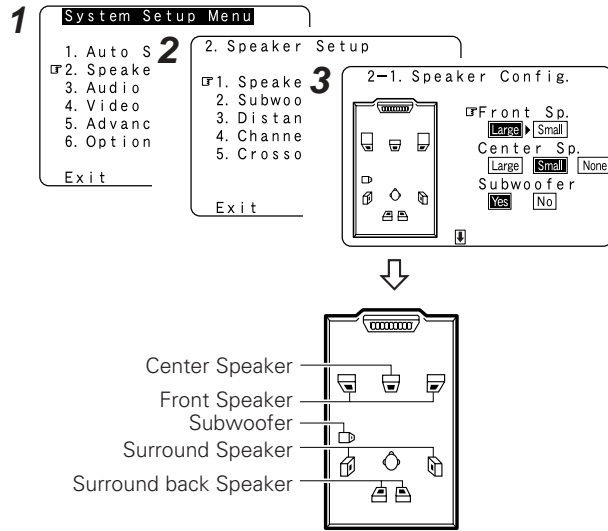 1
System Setup Menu
1. Auto S
☞2. Speake
3. Audio
4. Video
5. Advanc
6. Option
Exit
2
2. Speaker Setup
☞1. Speake
2. Subwoo
3. Distan
4. Channe
5. Crosso
Exit
3
2-1. Speaker Config.
☞Front Sp.
Large Small
Center Sp.
Large Small None
Subwoofer
Yes No
Center Speaker
Front Speaker
Subwoofer
Surround Speaker
Surround back Speaker